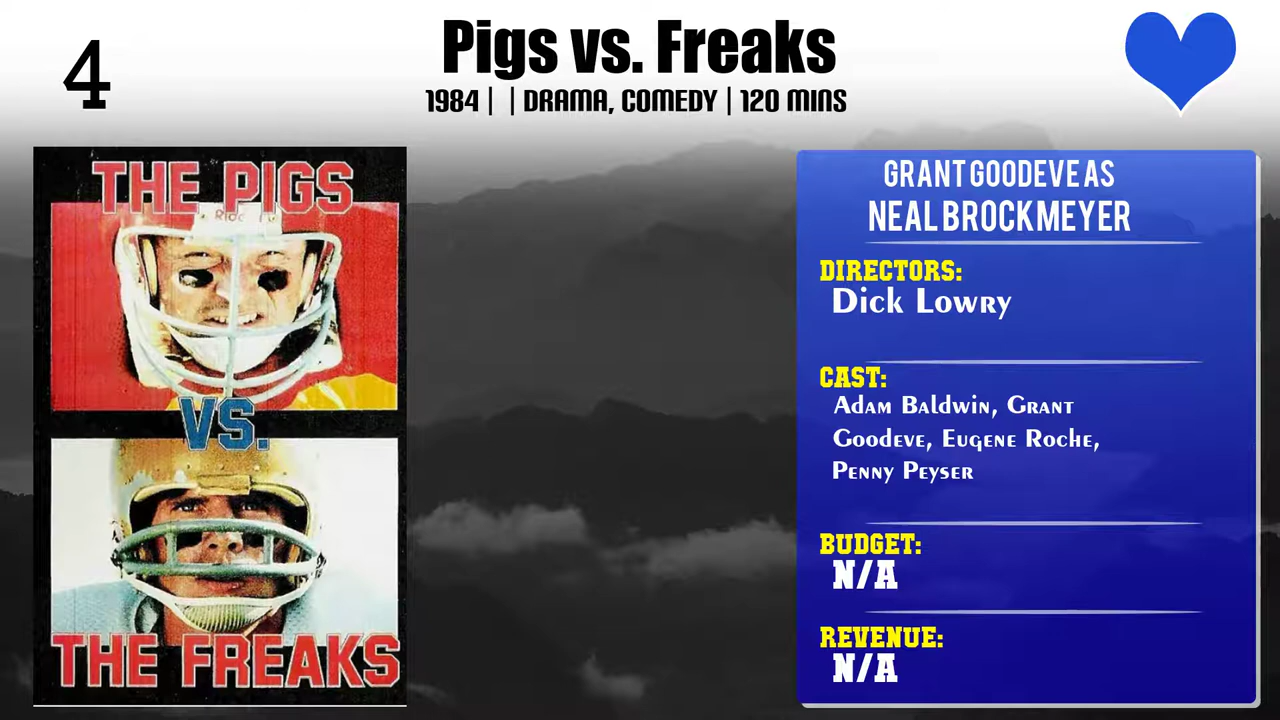 4
Pigs vs. Freaks
1984 | | DRAMA, COMEDY | 120 MINS
THE PIGS
VS.
THE FREAKS
GRANT GOODEVE AS
NEAL BROCKMEYER
DIRECTORS:
Dick Lowry
CAST:
Adam Baldwin, Grant
Goodeve, Eugene Roche,
Penny Peyser
BUDGET:
N/A
REVENUE:
N/A